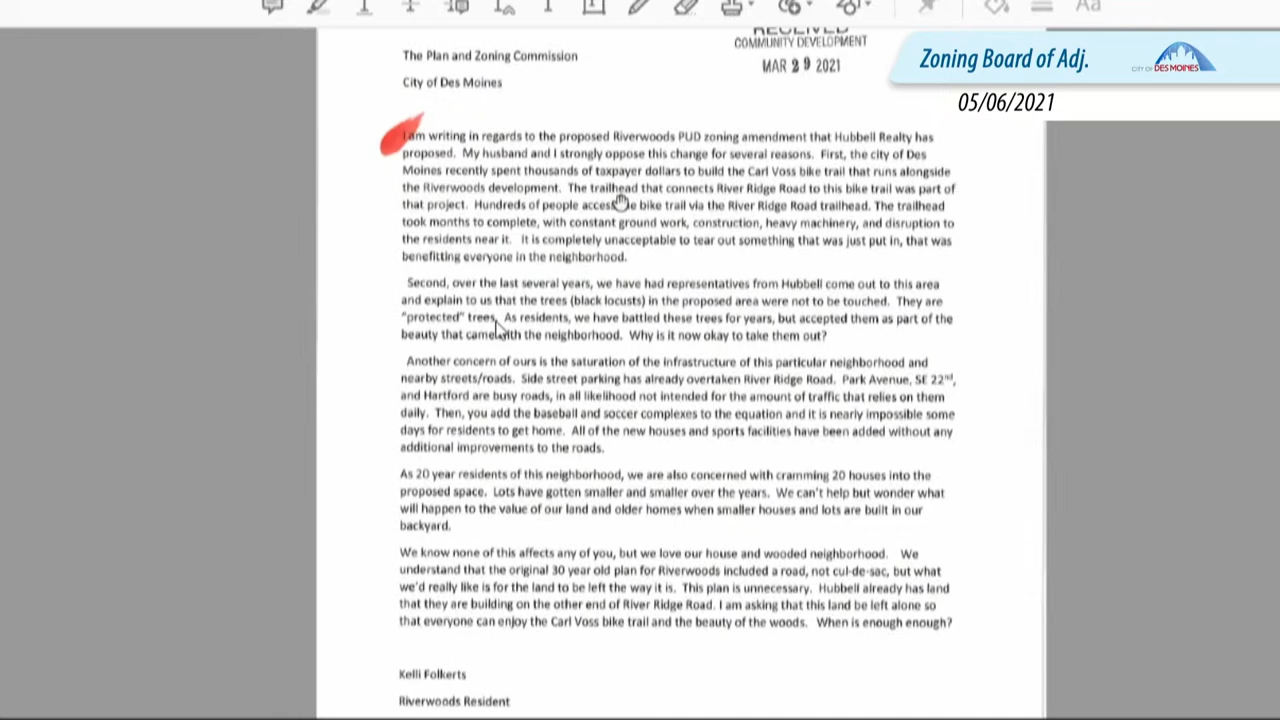 Aa
RECEIVED
COMMUNITY DEVELOPMENT
MAR 29 2021
Zoning Board of Adj.
CITY OF DES MOINES
05/06/2021
The Plan and Zoning Commission
City of Des Moines
I am writing in regards to the proposed Riverwoods PUD zoning amendment that Hubbell Realty has
proposed. My husband and I strongly oppose this change for several reasons. First, the city of Des
Moines recently spent thousands of taxpayer dollars to build the Carl Voss bike trail that runs alongside
the Riverwoods development. The trailhead that connects River Ridge Road to this bike trail was part of
that project. Hundreds of people access bike trail via the River Ridge Road trailhead. The trailhead
took months to complete, with constant ground work, construction, heavy machinery, and disruption to
the residents near it. It is completely unacceptable to tear out something that was just put in, that was
benefitting everyone in the neighborhood.
Second, over the last several years, we have had representatives from Hubbell come out to this area
and explain to us that the trees (black locusts) in the proposed area were not to be touched. They are
"protected" trees. As residents, we have battled these trees for years, but accepted them as part of the
beauty that came with the neighborhood. Why is it now okay to take them out?
Another concern of ours is the saturation of the infrastructure of this particular neighborhood and
nearby streets/roads. Side street parking has already overtaken River Ridge Road. Park Avenue, SE 22nd,
and Hartford are busy roads, in all likelihood not intended for the amount of traffic that relies on them
daily. Then, you add the baseball and soccer complexes to the equation and it is nearly impossible some
days for residents to get home. All of the new houses and sports facilities have been added without any
additional improvements to the roads.
As 20 year residents of this neighborhood, we are also concerned with cramming 20 houses into the
proposed space. Lots have gotten smaller and smaller over the years. We can't help but wonder what
will happen to the value of our land and older homes when smaller houses and lots are built in our
backyard.
We know none of this affects any of you, but we love our house and wooded neighborhood. We
understand that the original 30 year old plan for Riverwoods included a road, not cul-de-sac, but what
we'd really like is for the land to be left the way it is. This plan is unnecessary. Hubbell already has land
that they are building on the other end of River Ridge Road. I am asking that this land be left alone so
that everyone can enjoy the Carl Voss bike trail and the beauty of the woods. When is enough enough?
Kelli Folkerts
Riverwoods Resident